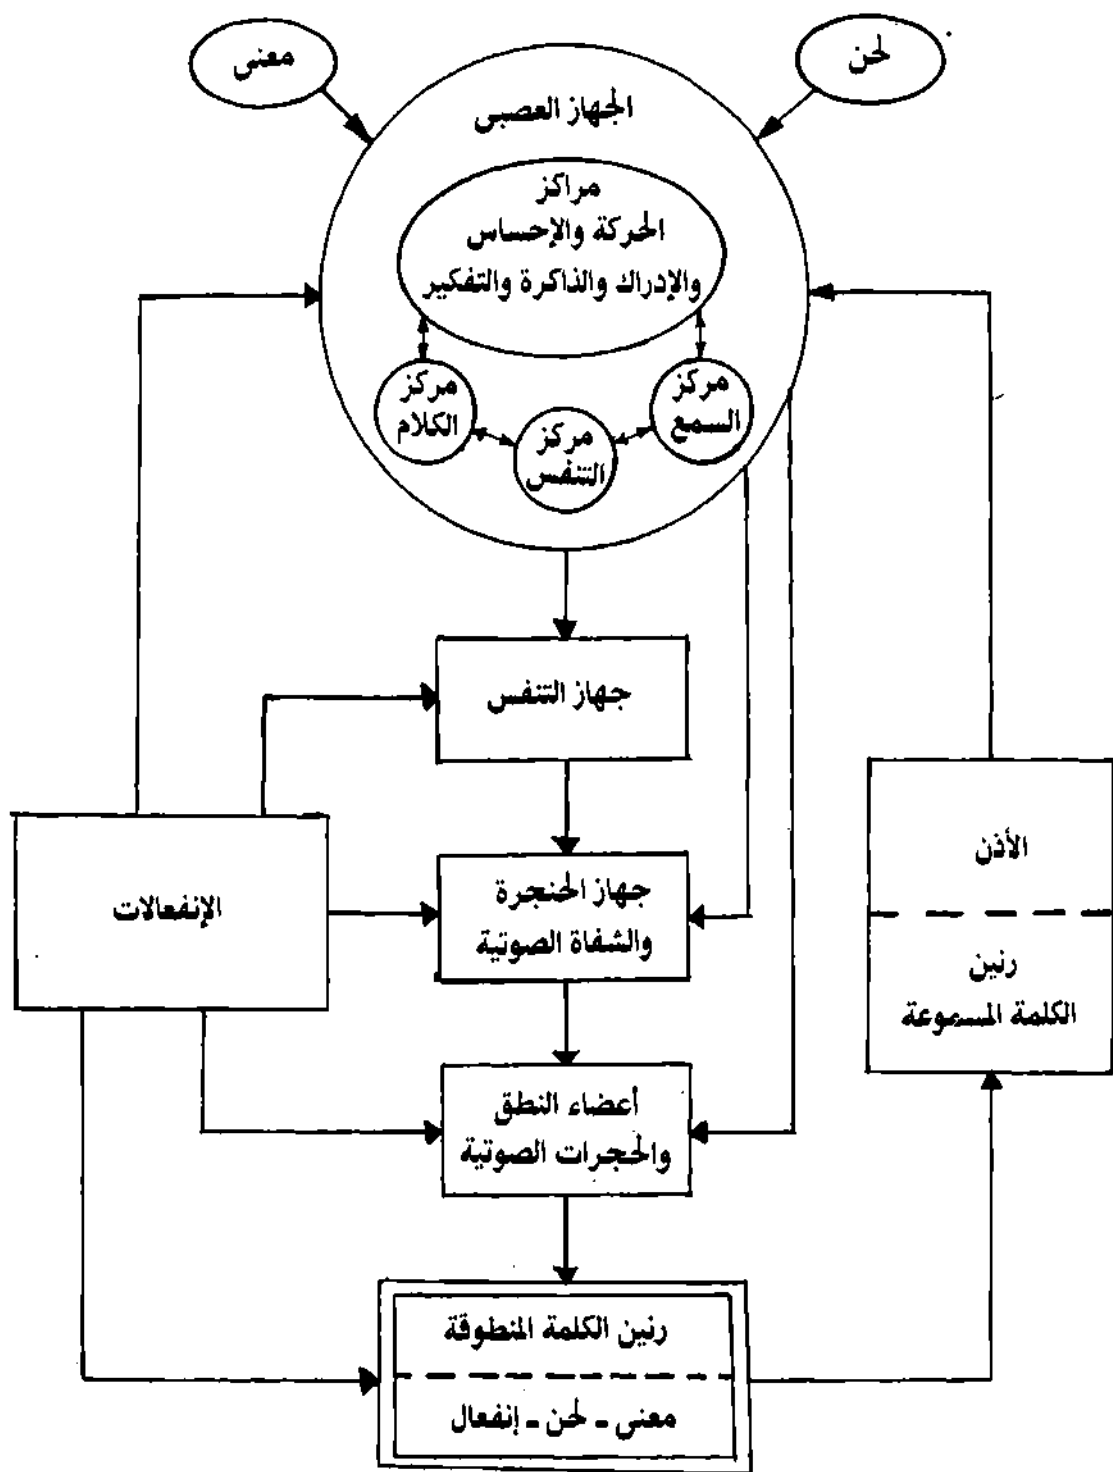 لحن
معنى
الجهاز العصبى
مراكز
الحركة والإحساس
والإدراك والذاكرة والتفكير
مركز
السمع
مركز
التنفس
مركز
الكلام
جهاز التنفس
الأذن
رنين
الكلمة المسموعة
جهاز الحنجرة
والشفاة الصوتية
الإنفعالات
أعضاء النطق
والحجرات الصوتية
رنين الكلمة المنطوقة
معنى - لحن - إنفعال